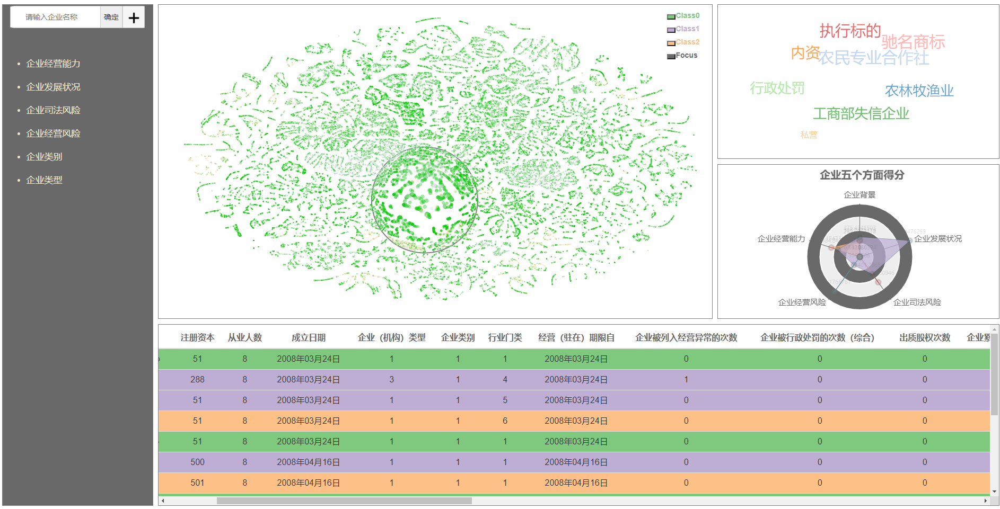 请输入企业名称 确定
企业经营能力
企业发展状况
企业司法风险
企业经营风险
企业类别
企业类型
Class0
Class1
Class2
Focus
执行标的
驰名商标
内资
农民专业合作社
行政处罚
农林牧渔业
工商部失信企业
私营
企业五个方面得分
企业背景
企业经营能力
企业发展状况
企业经营风险
企业司法风险
注册资本 从业人数 成立日期 企业（机构）类型 企业类别 行业门类 经营（驻在）期限自 企业被列入经营异常的次数 企业被行政处罚的次数（综合） 出质股权次数 企业
51 8 2008年03月24日 1 1 1 2008年03月24日 0 0 0
288 8 2008年03月24日 3 1 4 2008年03月24日 1 0 0
51 8 2008年03月24日 1 1 5 2008年03月24日 0 0 0
51 8 2008年03月24日 1 1 6 2008年03月24日 0 0 0
51 8 2008年03月24日 1 1 1 2008年03月24日 0 0 0
500 8 2008年04月16日 1 1 1 2008年04月16日 0 0 0
501 8 2008年04月16日 1 1 1 2008年04月16日 0 0 0